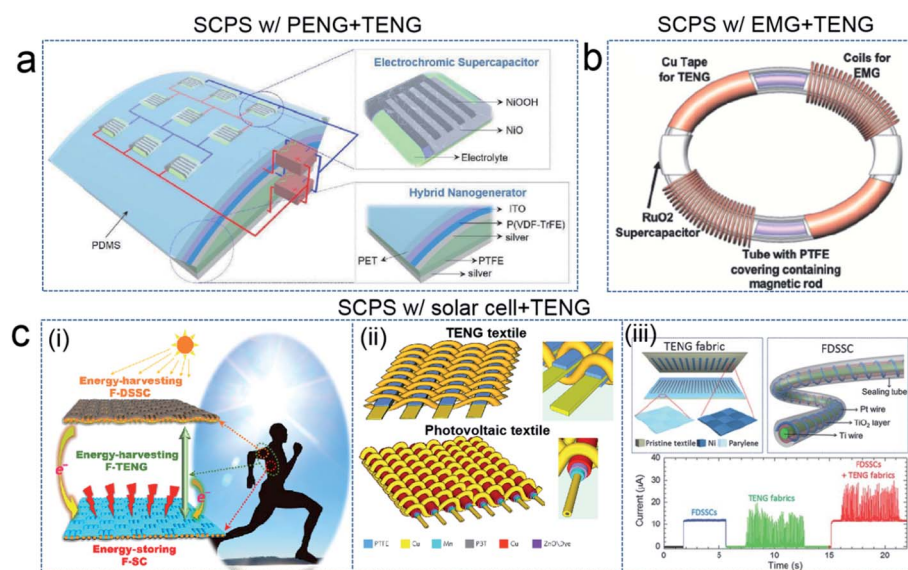 SCPS w/ PENG+TENG
SCPS w/ EMG+TENG
a
Electrochromic Supercapacitor
NiOOH
NiO
Electrolyte
Hybrid Nanogenerator
ITO
P(VDF-TrFE)
silver
PET
PTFE
silver
PDMS
b
Cu Tape
for TENG
Coils for
EMG
RuO2
Supercapacitor
Tube with PTFE
covering containing
magnetic rod
SCPS w/ solar cell+TENG
c
(i)
Energy-harvesting
F-DSSC
Energy-harvesting
F-TENG
e⁻
e⁻
Energy-storing
F-SC
(ii)
TENG textile
Photovoltaic textile
PTFE Cu Mn PBT Cu ZnO\Dye
(iii)
TENG fabric
Pristine textile Ni Parylene
FDSSC
Sealing tube
Pt wire
TiO₂ layer
Ti wire
Current (μA)
40
30
20
10
0
FDSSCs
TENG fabrics
FDSSCs
+ TENG fabrics
0 5 10 15 20
Time (s)